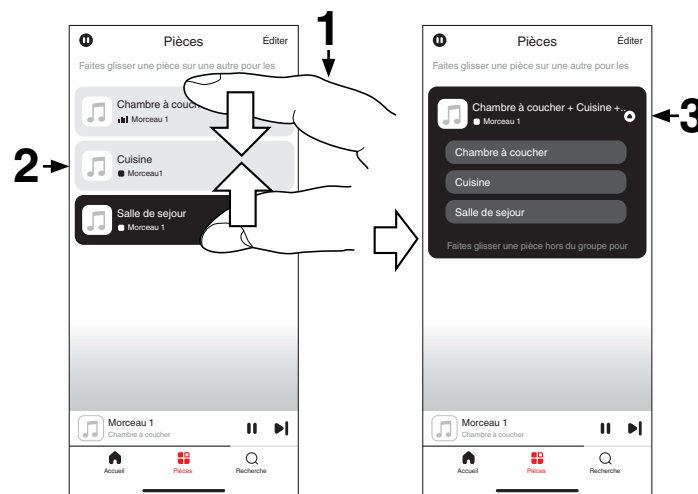 1
Pièces
Éditer
Faites glisser une pièce sur une autre pour les
Chambre à couch
Morceau 1
2
Cuisine
Morceau1
Salle de sejour
Morceau 1
Morceau 1
Chambre à coucher
Accueil
Pièces
Recherche
Pièces
Éditer
Faites glisser une pièce sur une autre pour les
Chambre à coucher + Cuisine +..
Morceau 1
3
Chambre à coucher
Cuisine
Salle de sejour
Faites glisser une pièce hors du groupe pour
Morceau 1
Chambre à coucher
Accueil
Pièces
Recherche